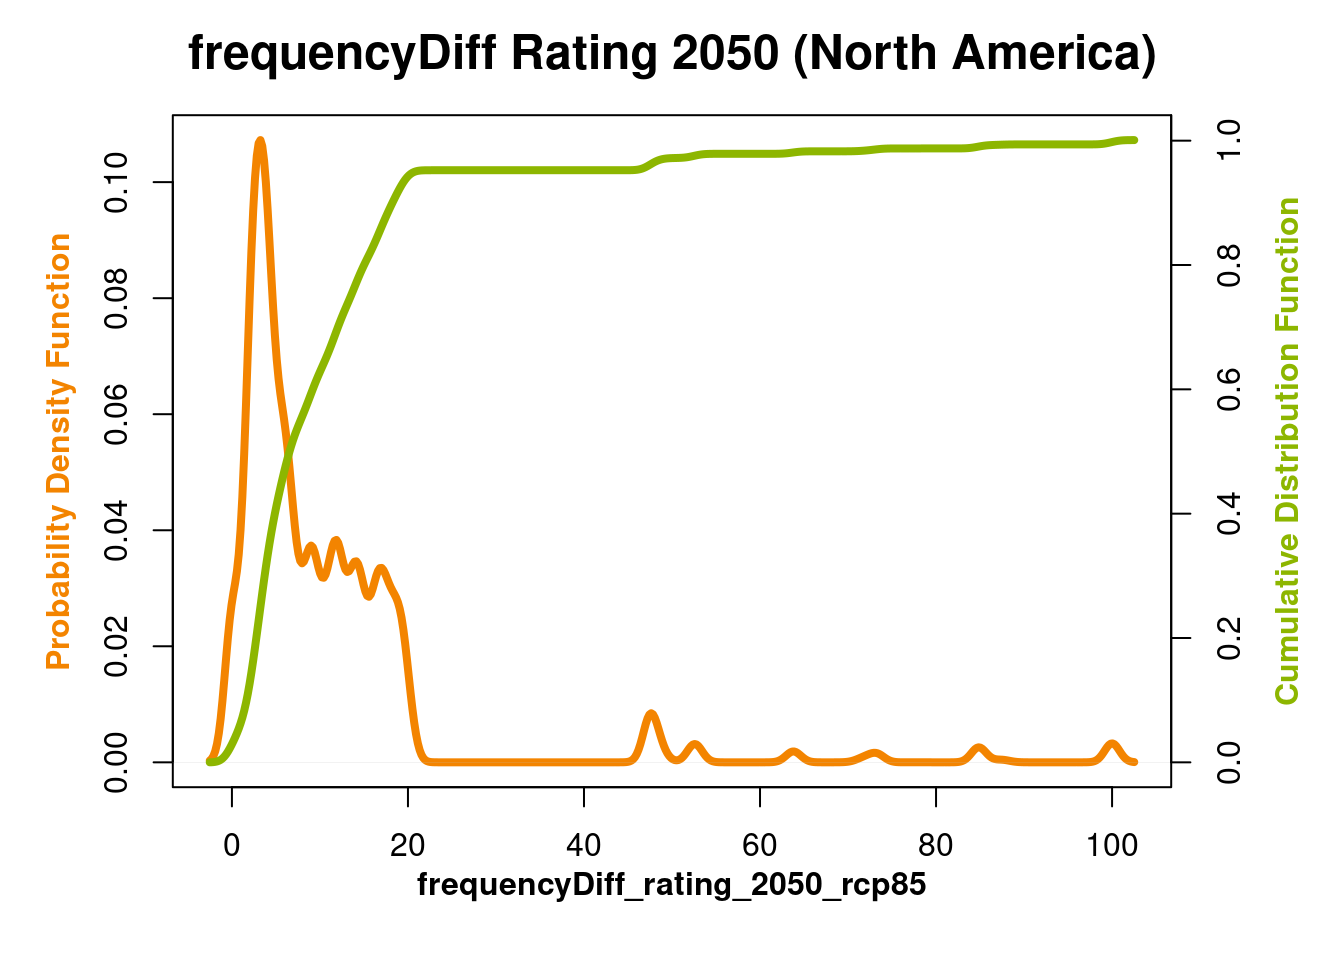 frequencyDiff Rating 2050 (North America)
Probability Density Function
0.00 0.02 0.04 0.06 0.08 0.10
0 20 40 60 80 100
frequencyDiff_rating_2050_rcp85
0.0 0.2 0.4 0.6 0.8 1.0
Cumulative Distribution Function